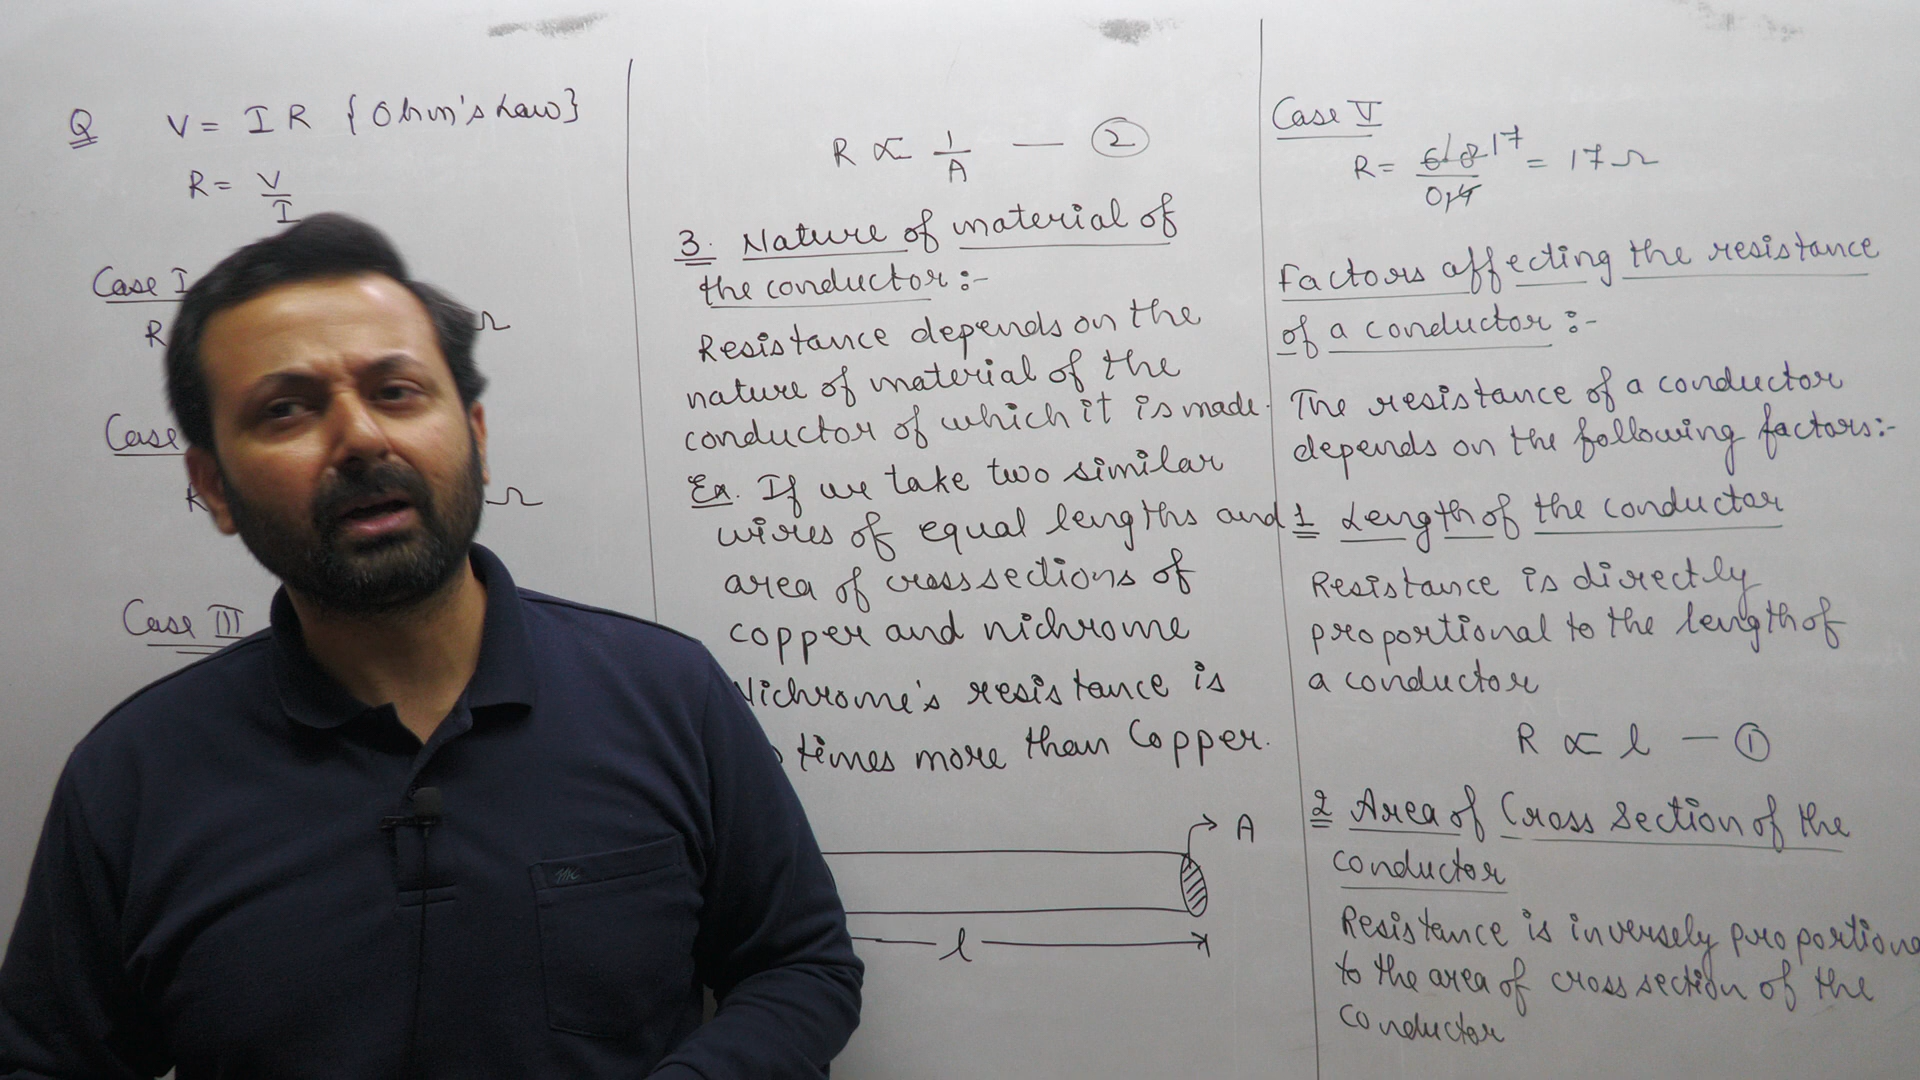 Q V = I R {Ohm's Law}
R = V/I
Case I
R Ω
Case
R Ω
Case III
R ∝ 1/A — ②
3. Nature of material of
the conductor :-
Resistance depends on the
nature of material of the
conductor of which it is made.
Ex. If we take two similar
wires of equal lengths and
area of cross sections of
copper and nichrome
Nichrome's resistance is
times more than Copper.
A
l
Case V
R = 6.8/0.4 17 = 17 Ω
Factors affecting the resistance
of a conductor :-
The resistance of a conductor
depends on the following factors:-
1 Length of the conductor
Resistance is directly
proportional to the length of
a conductor
R ∝ l — ①
2 Area of Cross Section of the
conductor
Resistance is inversely proportiona
to the area of cross section of the
conductor